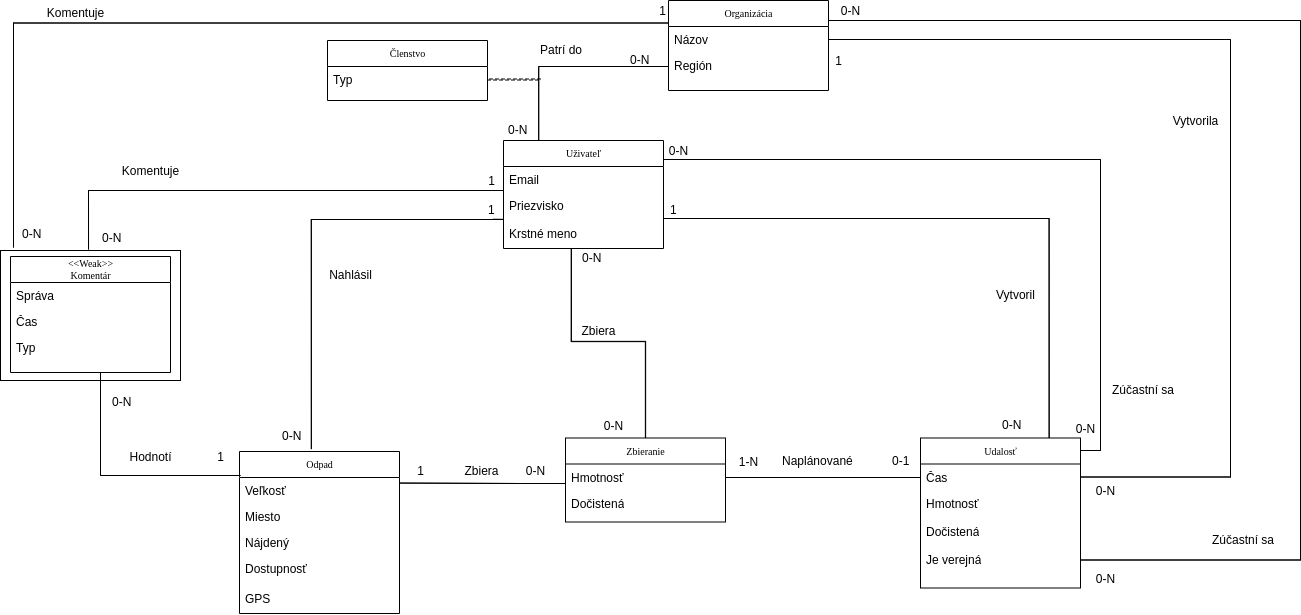 Komentuje
1
Organizácia
0-N
Členstvo
Patrí do
Názov
0-N
Región
1
Typ
Vytvorila
0-N
Užívateľ
0-N
Komentuje
1
Email
Priezvisko
1
1
Krstné meno
0-N
0-N
0-N
<<Weak>>
Komentár
Nahlásil
Správa
Vytvoril
Čas
Zbiera
Typ
Zúčastní sa
0-N
0-N
0-N
0-N
0-N
Hodnotí
1
Odpad
1
Zbiera
0-N
Zbieranie
1-N
Naplánované
0-1
Udalosť
Veľkosť
Hmotnosť
Čas
0-N
Miesto
Dočistená
Hmotnosť
Nájdený
Dočistená
Zúčastní sa
Dostupnosť
Je verejná
0-N
GPS